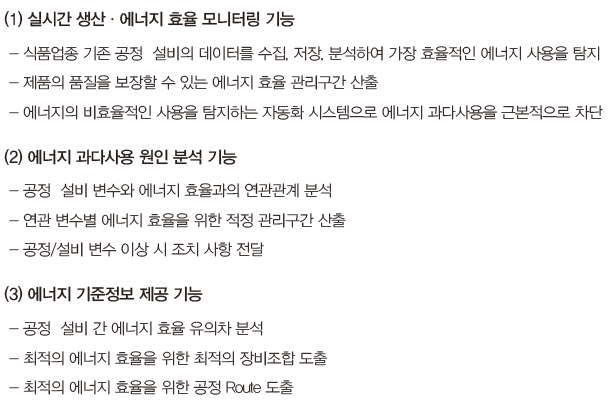 (1) 실시간 생산 · 에너지 효율 모니터링 기능
– 식품업종 기존 공정 설비의 데이터를 수집, 저장, 분석하여 가장 효율적인 에너지 사용을 탐지
– 제품의 품질을 보장할 수 있는 에너지 효율 관리구간 산출
– 에너지의 비효율적인 사용을 탐지하는 자동화 시스템으로 에너지 과다사용을 근본적으로 차단
(2) 에너지 과다사용 원인 분석 기능
– 공정 설비 변수와 에너지 효율과의 연관관계 분석
– 연관 변수별 에너지 효율을 위한 적정 관리구간 산출
– 공정/설비 변수 이상 시 조치 사항 전달
(3) 에너지 기준정보 제공 기능
– 공정 설비 간 에너지 효율 유의차 분석
– 최적의 에너지 효율을 위한 최적의 장비조합 도출
– 최적의 에너지 효율을 위한 공정 Route 도출